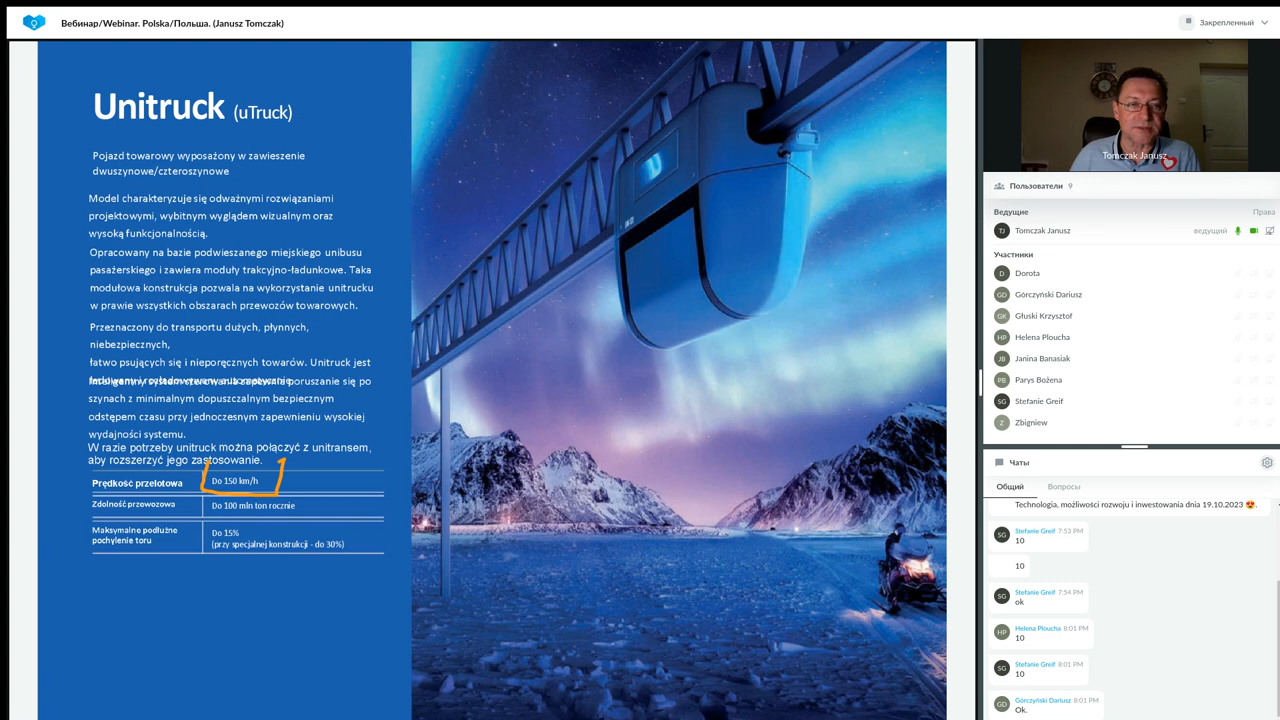 Вебинар/Webinar. Polska/Польша. (Janusz Tomczak)
Закрепленный
Unitruck (uTruck)
Pojazd towarowy wyposażony w zawieszenie
dwuszynowe/czteroszynowe
Model charakteryzuje się odważnymi rozwiązaniami
projektowymi, wybitnym wyglądem wizualnym oraz
wysoką funkcjonalnością.
Opracowany na bazie podwieszanego miejskiego unibusu
pasażerskiego i zawiera moduły trakcyjno-ładunkowe. Taka
modułowa konstrukcja pozwala na wykorzystanie unitrucku
w prawie wszystkich obszarach przewozów towarowych.
Przeznaczony do transportu dużych, płynnych,
niebezpiecznych,
łatwo psujących się i nieporęcznych towarów. Unitruck jest
poruszanie się po
szynach z minimalnym dopuszczalnym bezpiecznym
odstępem czasu przy jednoczesnym zapewnieniu wysokiej
wydajności systemu.
W razie potrzeby unitruck można połączyć z unitransem,
aby rozszerzyć jego zastosowanie.
Prędkość przelotowa
Do 150 km/h
Zdolność przewozowa
Do 100 mln ton rocznie
Maksymalne podłużne
pochylenie toru
Do 15%
(przy specjalnej konstrukcji - do 30%)
Tomczak Janusz
Пользователи 9
Ведущие Права
TJ Tomczak Janusz ведущий
Участники
D Dorota
GD Górczyński Dariusz
GK Głuski Krzysztof
HP Helena Ploucha
JB Janina Banasiak
PB Parys Bożena
SG Stefanie Greif
Z Zbigniew
Чаты
Общий Вопросы
Technologia, możliwości rozwoju i inwestowania dnia 19.10.2023 😍.
SG Stefanie Greif 7:53 PM
10
10
SG Stefanie Greif 7:54 PM
ok
HP Helena Ploucha 8:01 PM
10
SG Stefanie Greif 8:01 PM
10
GD Górczyński Dariusz 8:01 PM
Ok.